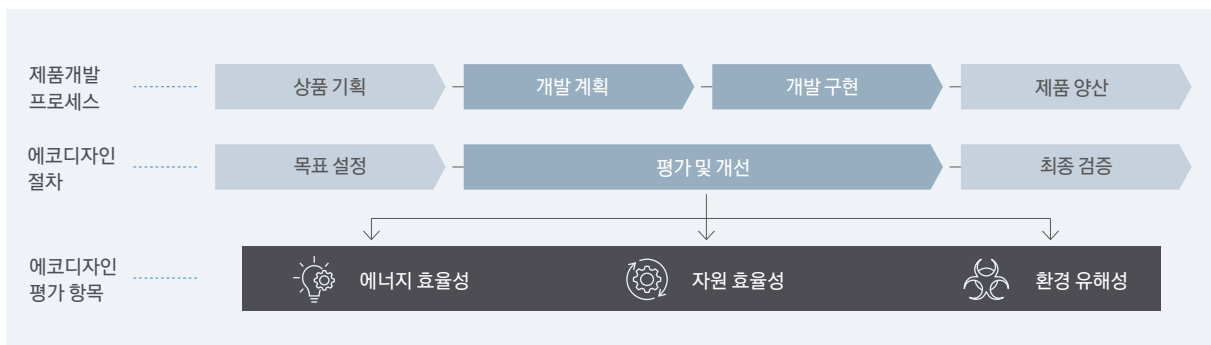 제품개발
프로세스
상품 기획
개발 계획
개발 구현
제품 양산
에코디자인
절차
목표 설정
평가 및 개선
최종 검증
에코디자인
평가 항목
에너지 효율성
자원 효율성
환경 유해성